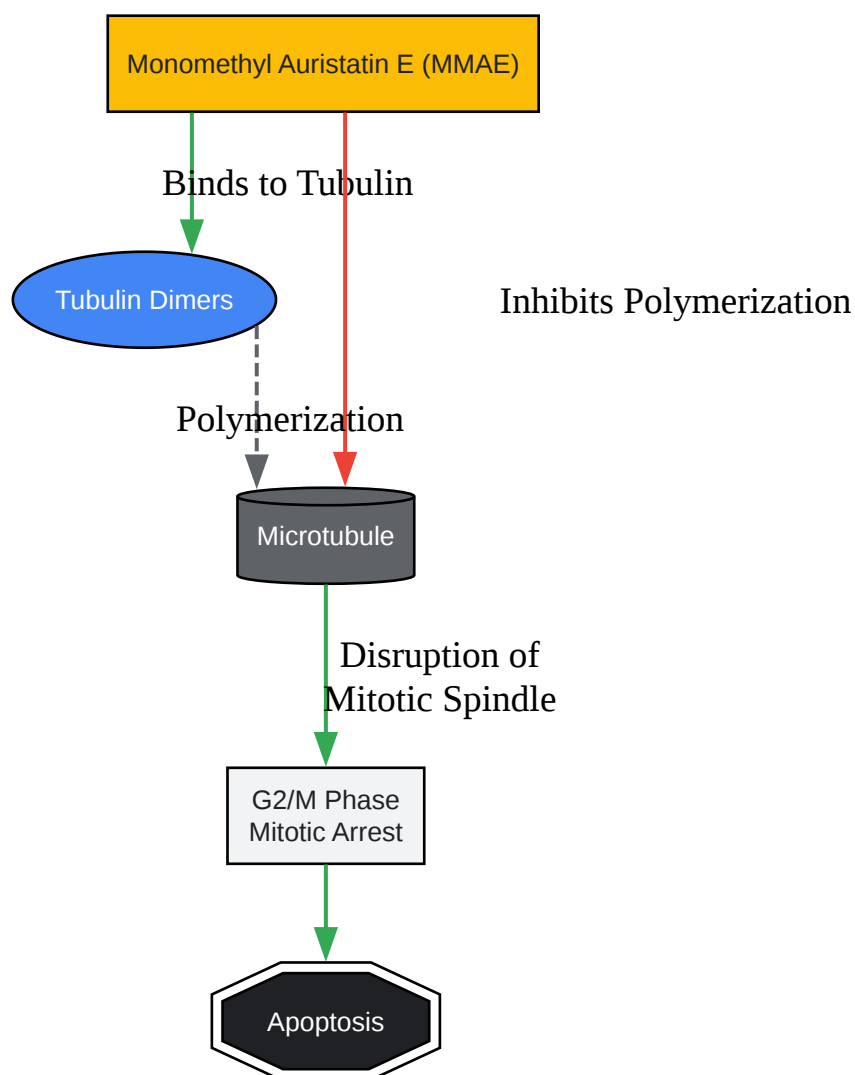 Monomethyl Auristatin E (MMAE)
Binds to Tubulin
Tubulin Dimers
Inhibits Polymerization
Polymerization
Microtubule
Disruption of
Mitotic Spindle
G2/M Phase
Mitotic Arrest
Apoptosis